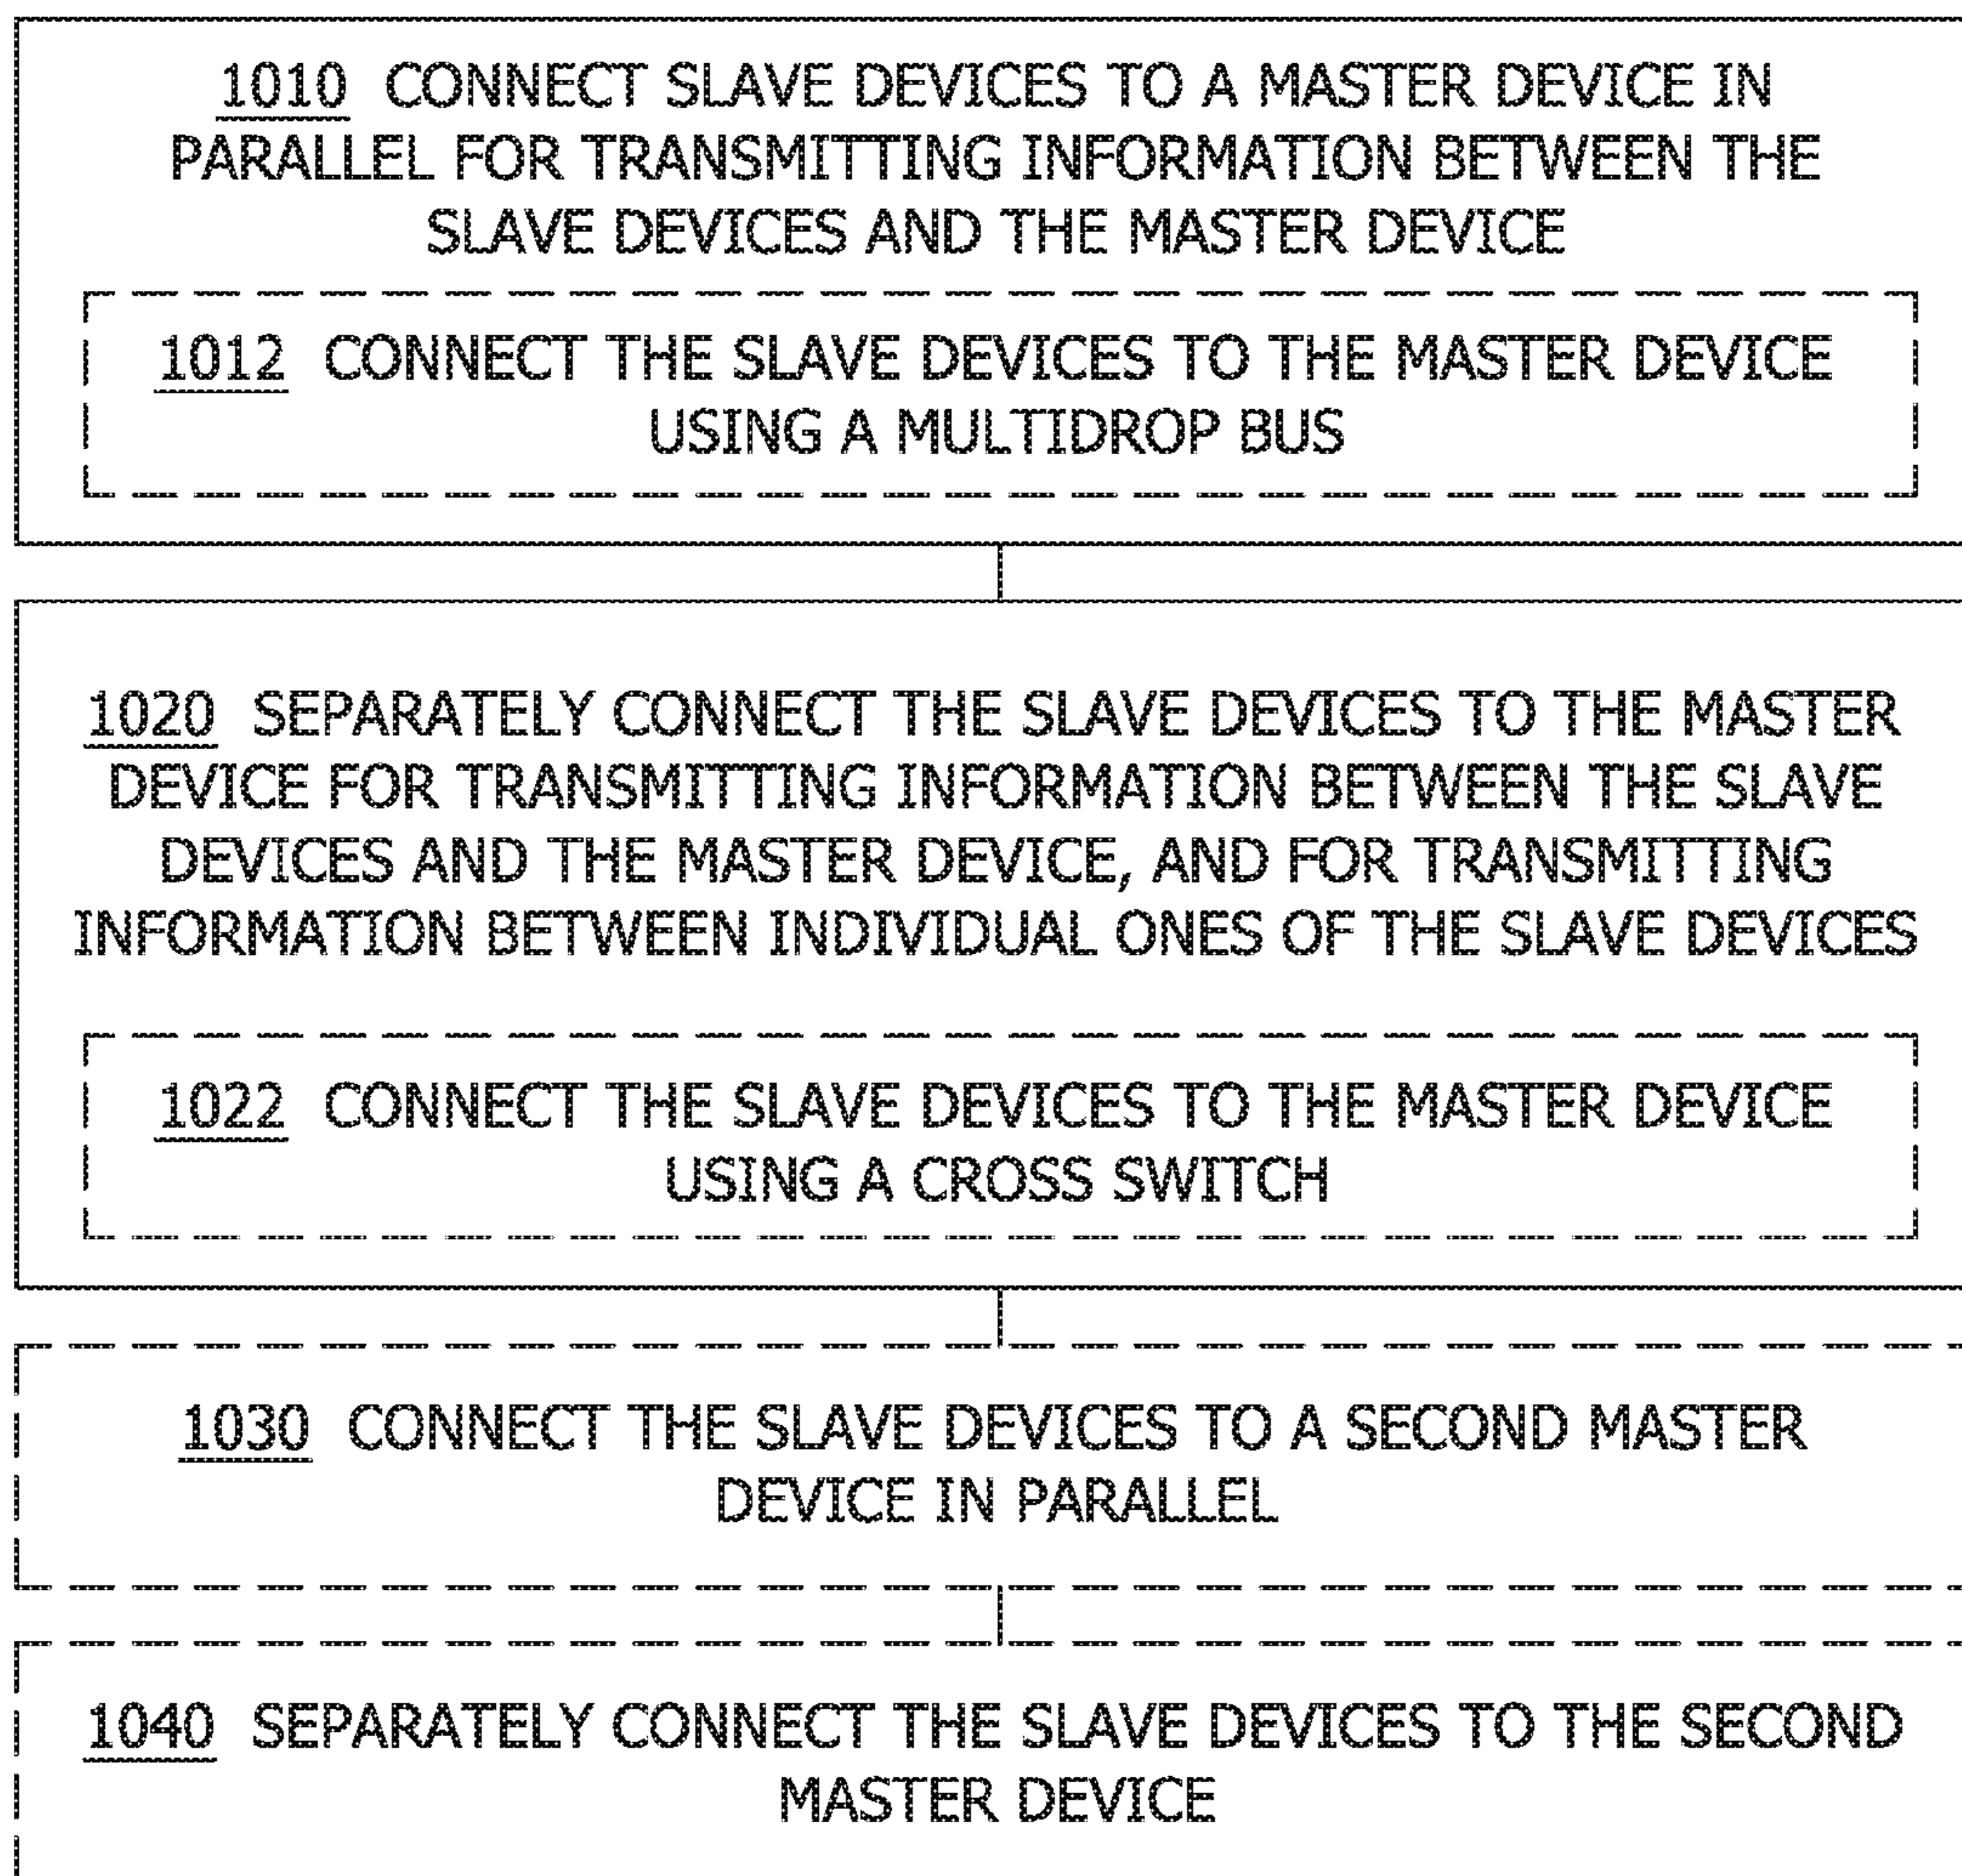 1010 CONNECT SLAVE DEVICES TO A MASTER DEVICE IN
PARALLEL FOR TRANSMITTING INFORMATION BETWEEN THE
SLAVE DEVICES AND THE MASTER DEVICE
1012 CONNECT THE SLAVE DEVICES TO THE MASTER DEVICE
USING A MULTIDROP BUS
1020 SEPARATELY CONNECT THE SLAVE DEVICES TO THE MASTER
DEVICE FOR TRANSMITTING INFORMATION BETWEEN THE SLAVE
DEVICES AND THE MASTER DEVICE, AND FOR TRANSMITTING
INFORMATION BETWEEN INDIVIDUAL ONES OF THE SLAVE DEVICES
1022 CONNECT THE SLAVE DEVICES TO THE MASTER DEVICE
USING A CROSS SWITCH
1030 CONNECT THE SLAVE DEVICES TO A SECOND MASTER
DEVICE IN PARALLEL
1040 SEPARATELY CONNECT THE SLAVE DEVICES TO THE SECOND
MASTER DEVICE